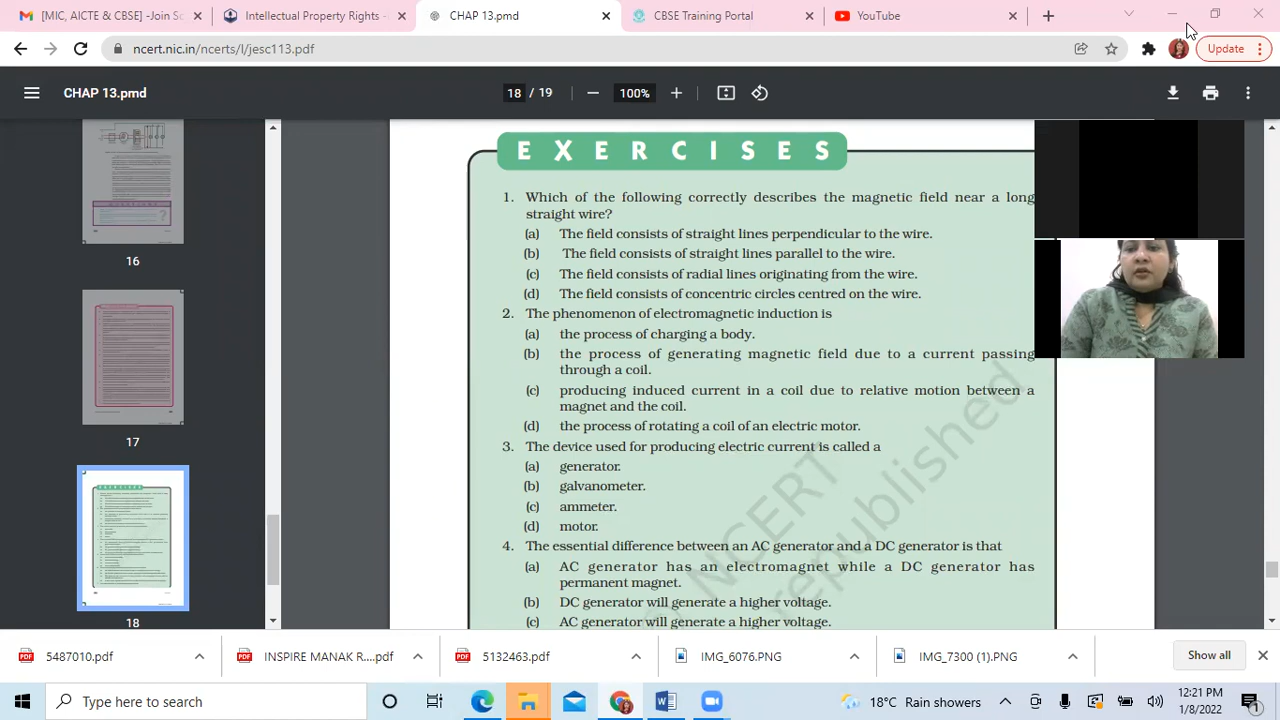 [MIC, AICTE & CBSE] -Join Sc
Intellectual Property Rights -
CHAP 13.pmd
CBSE Training Portal
YouTube
ncert.nic.in/ncerts/l/jesc113.pdf
Update
CHAP 13.pmd
18 / 19
100%
EXERCISES
1. Which of the following correctly describes the magnetic field near a long
straight wire?
(a) The field consists of straight lines perpendicular to the wire.
(b) The field consists of straight lines parallel to the wire.
(c) The field consists of radial lines originating from the wire.
(d) The field consists of concentric circles centred on the wire.
2. The phenomenon of electromagnetic induction is
(a) the process of charging a body.
(b) the process of generating magnetic field due to a current passing
through a coil.
(c) producing induced current in a coil due to relative motion between a
magnet and the coil.
(d) the process of rotating a coil of an electric motor.
3. The device used for producing electric current is called a
(a) generator.
(b) galvanometer.
(c) ammeter.
(d) motor.
4. The essential difference between an AC generator and a DC generator is that
(a) AC generator has an electromagnet while a DC generator has
permanent magnet.
(b) DC generator will generate a higher voltage.
(c) AC generator will generate a higher voltage.
NCERT
republished
16
17
18
5487010.pdf
INSPIRE MANAK R....pdf
5132463.pdf
IMG_6076.PNG
IMG_7300 (1).PNG
Show all
Type here to search
18°C Rain showers
12:21 PM
1/8/2022